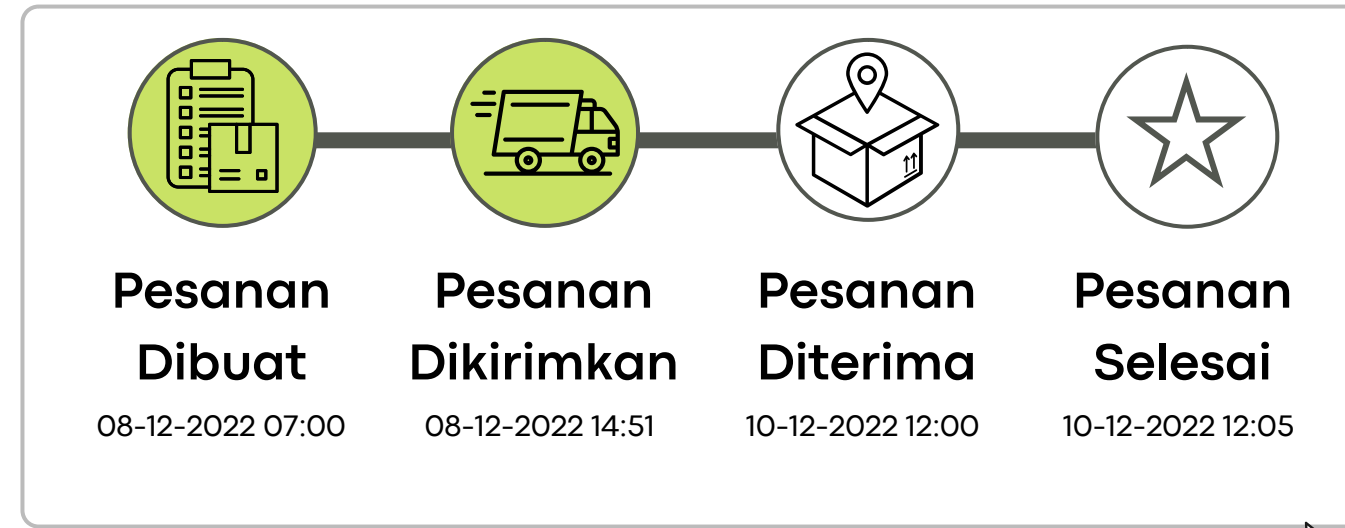 Pesanan Dibuat
08-12-2022 07:00
Pesanan Dikirimkan
08-12-2022 14:51
Pesanan Diterima
10-12-2022 12:00
Pesanan Selesai
10-12-2022 12:05